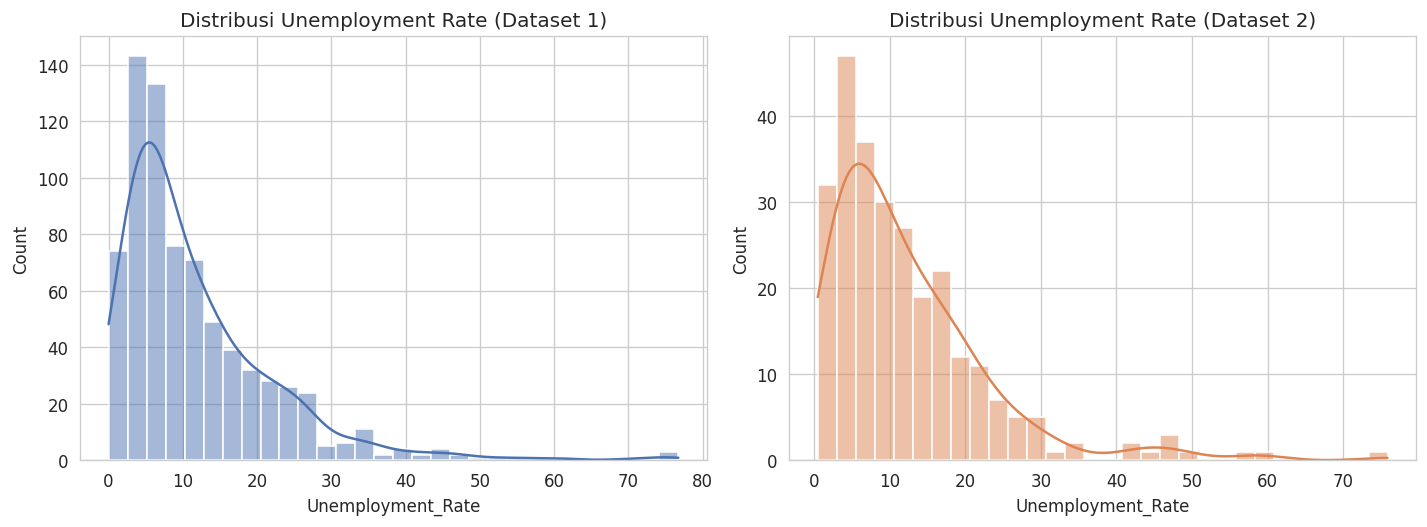 Distribusi Unemployment Rate (Dataset 1)
140
120
100
80
60
40
20
0
Count
0 10 20 30 40 50 60 70 80
Unemployment_Rate
Distribusi Unemployment Rate (Dataset 2)
40
30
20
10
0
Count
0 10 20 30 40 50 60 70
Unemployment_Rate